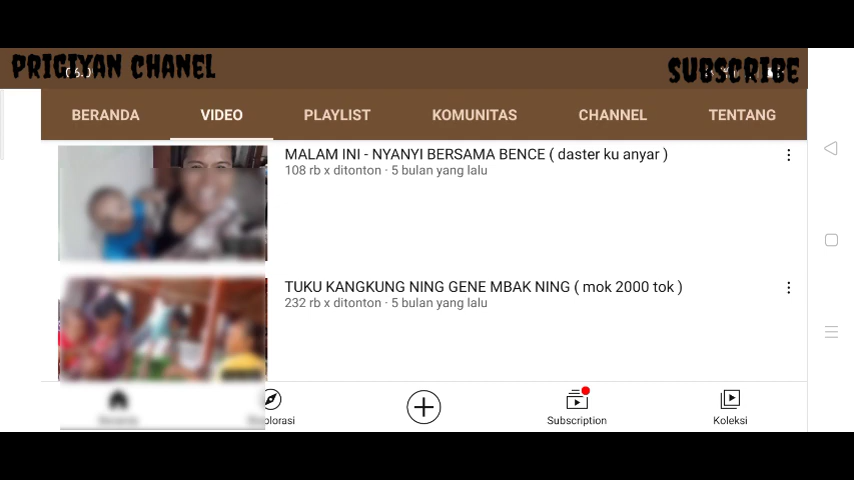 PRIGIYAN CHANEL
SUBSCRIBE
BERANDA VIDEO PLAYLIST KOMUNITAS CHANNEL TENTANG
MALAM INI - NYANYI BERSAMA BENCE ( daster ku anyar )
108 rb x ditonton · 5 bulan yang lalu
TUKU KANGKUNG NING GENE MBAK NING ( mok 2000 tok )
232 rb x ditonton · 5 bulan yang lalu
Subscription Koleksi